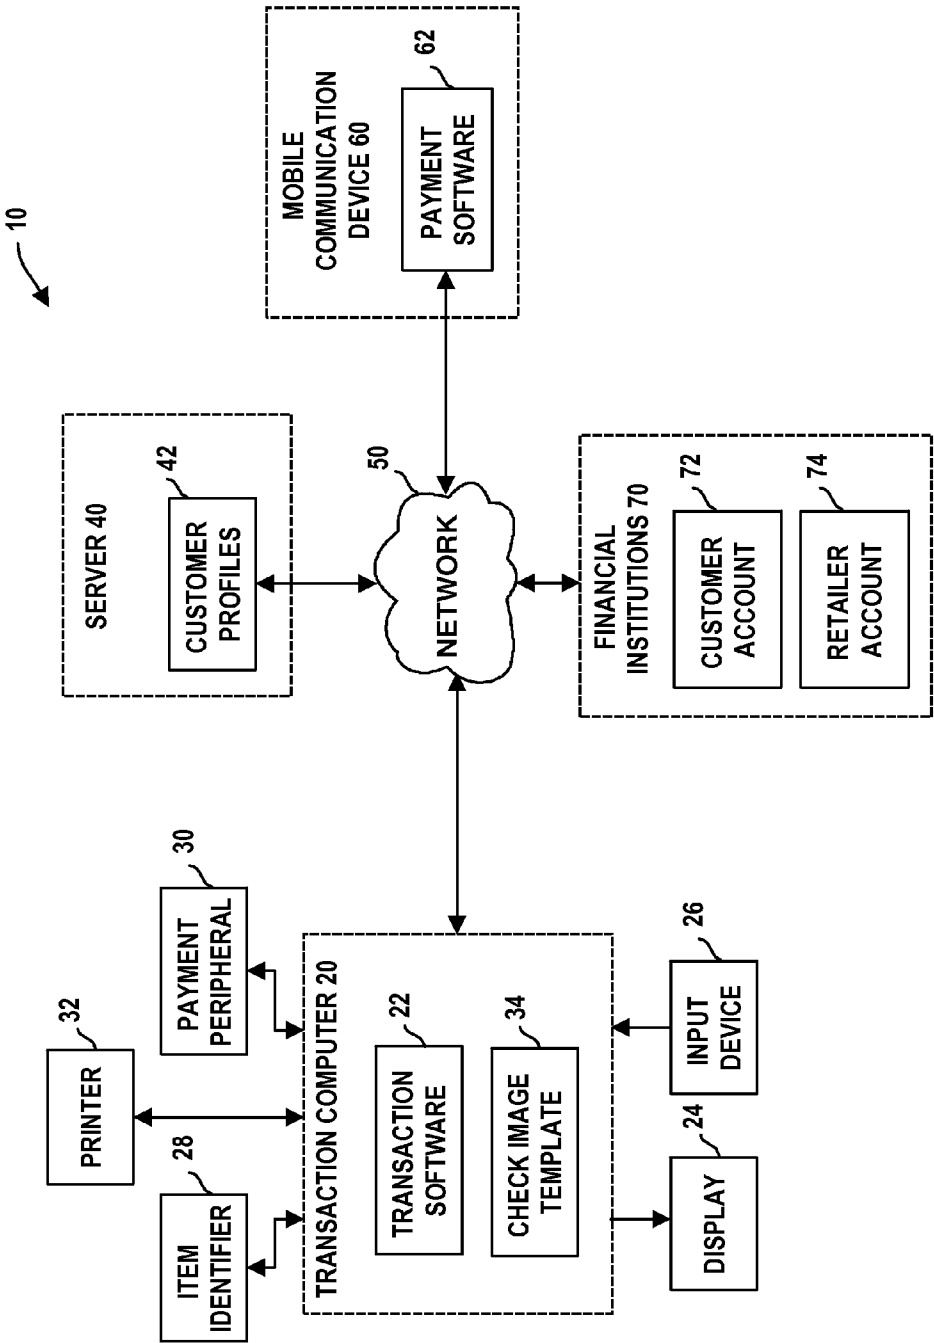 10
MOBILE
COMMUNICATION
DEVICE 60
62
PAYMENT
SOFTWARE
SERVER 40
42
CUSTOMER
PROFILES
50
NETWORK
FINANCIAL
INSTITUTIONS 70
72
CUSTOMER
ACCOUNT
74
RETAILER
ACCOUNT
32
PRINTER
30
PAYMENT
PERIPHERAL
28
ITEM
IDENTIFIER
TRANSACTION COMPUTER 20
22
TRANSACTION
SOFTWARE
34
CHECK IMAGE
TEMPLATE
26
INPUT
DEVICE
24
DISPLAY